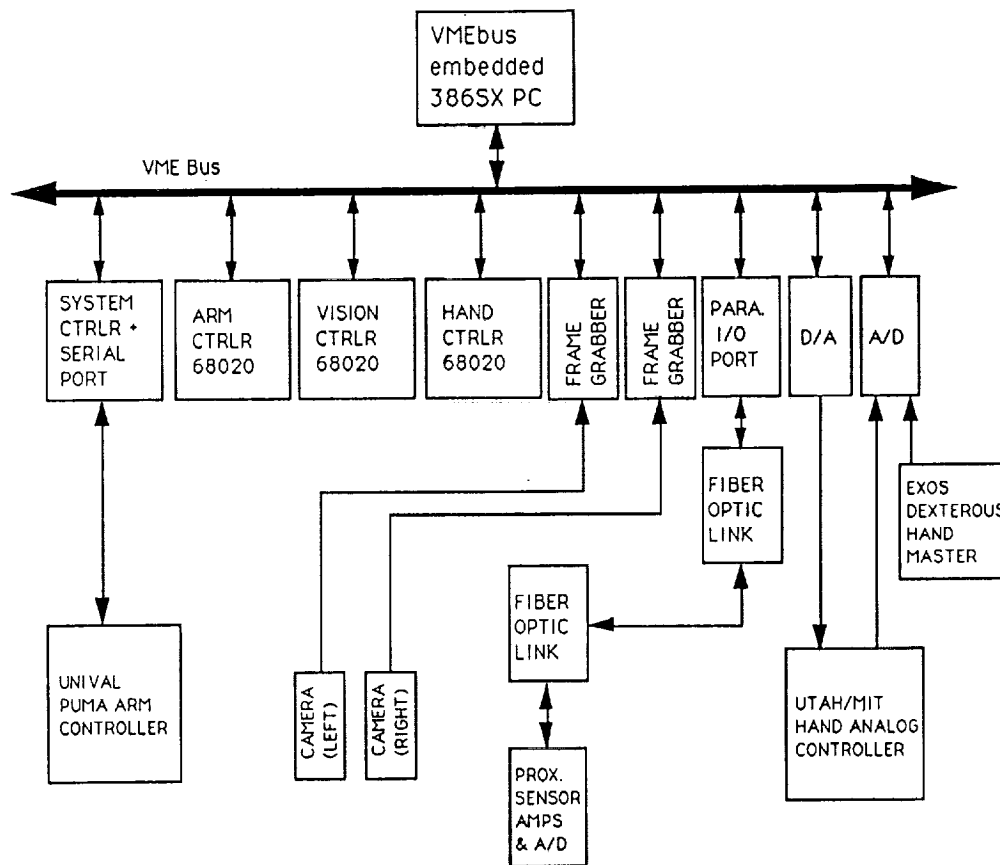 VMEbus
embedded
386SX PC
VME Bus
SYSTEM
CTRLR +
SERIAL
PORT
ARM
CTRLR
68020
VISION
CTRLR
68020
HAND
CTRLR
68020
FRAME
GRABBER
FRAME
GRABBER
PARA.
I/O
PORT
D/A
A/D
FIBER
OPTIC
LINK
EXOS
DEXTEROUS
HAND
MASTER
FIBER
OPTIC
LINK
UNIVAL
PUMA ARM
CONTROLLER
CAMERA
(LEFT)
CAMERA
(RIGHT)
UTAH/MIT
HAND ANALOG
CONTROLLER
PROX.
SENSOR
AMPS
& A/D